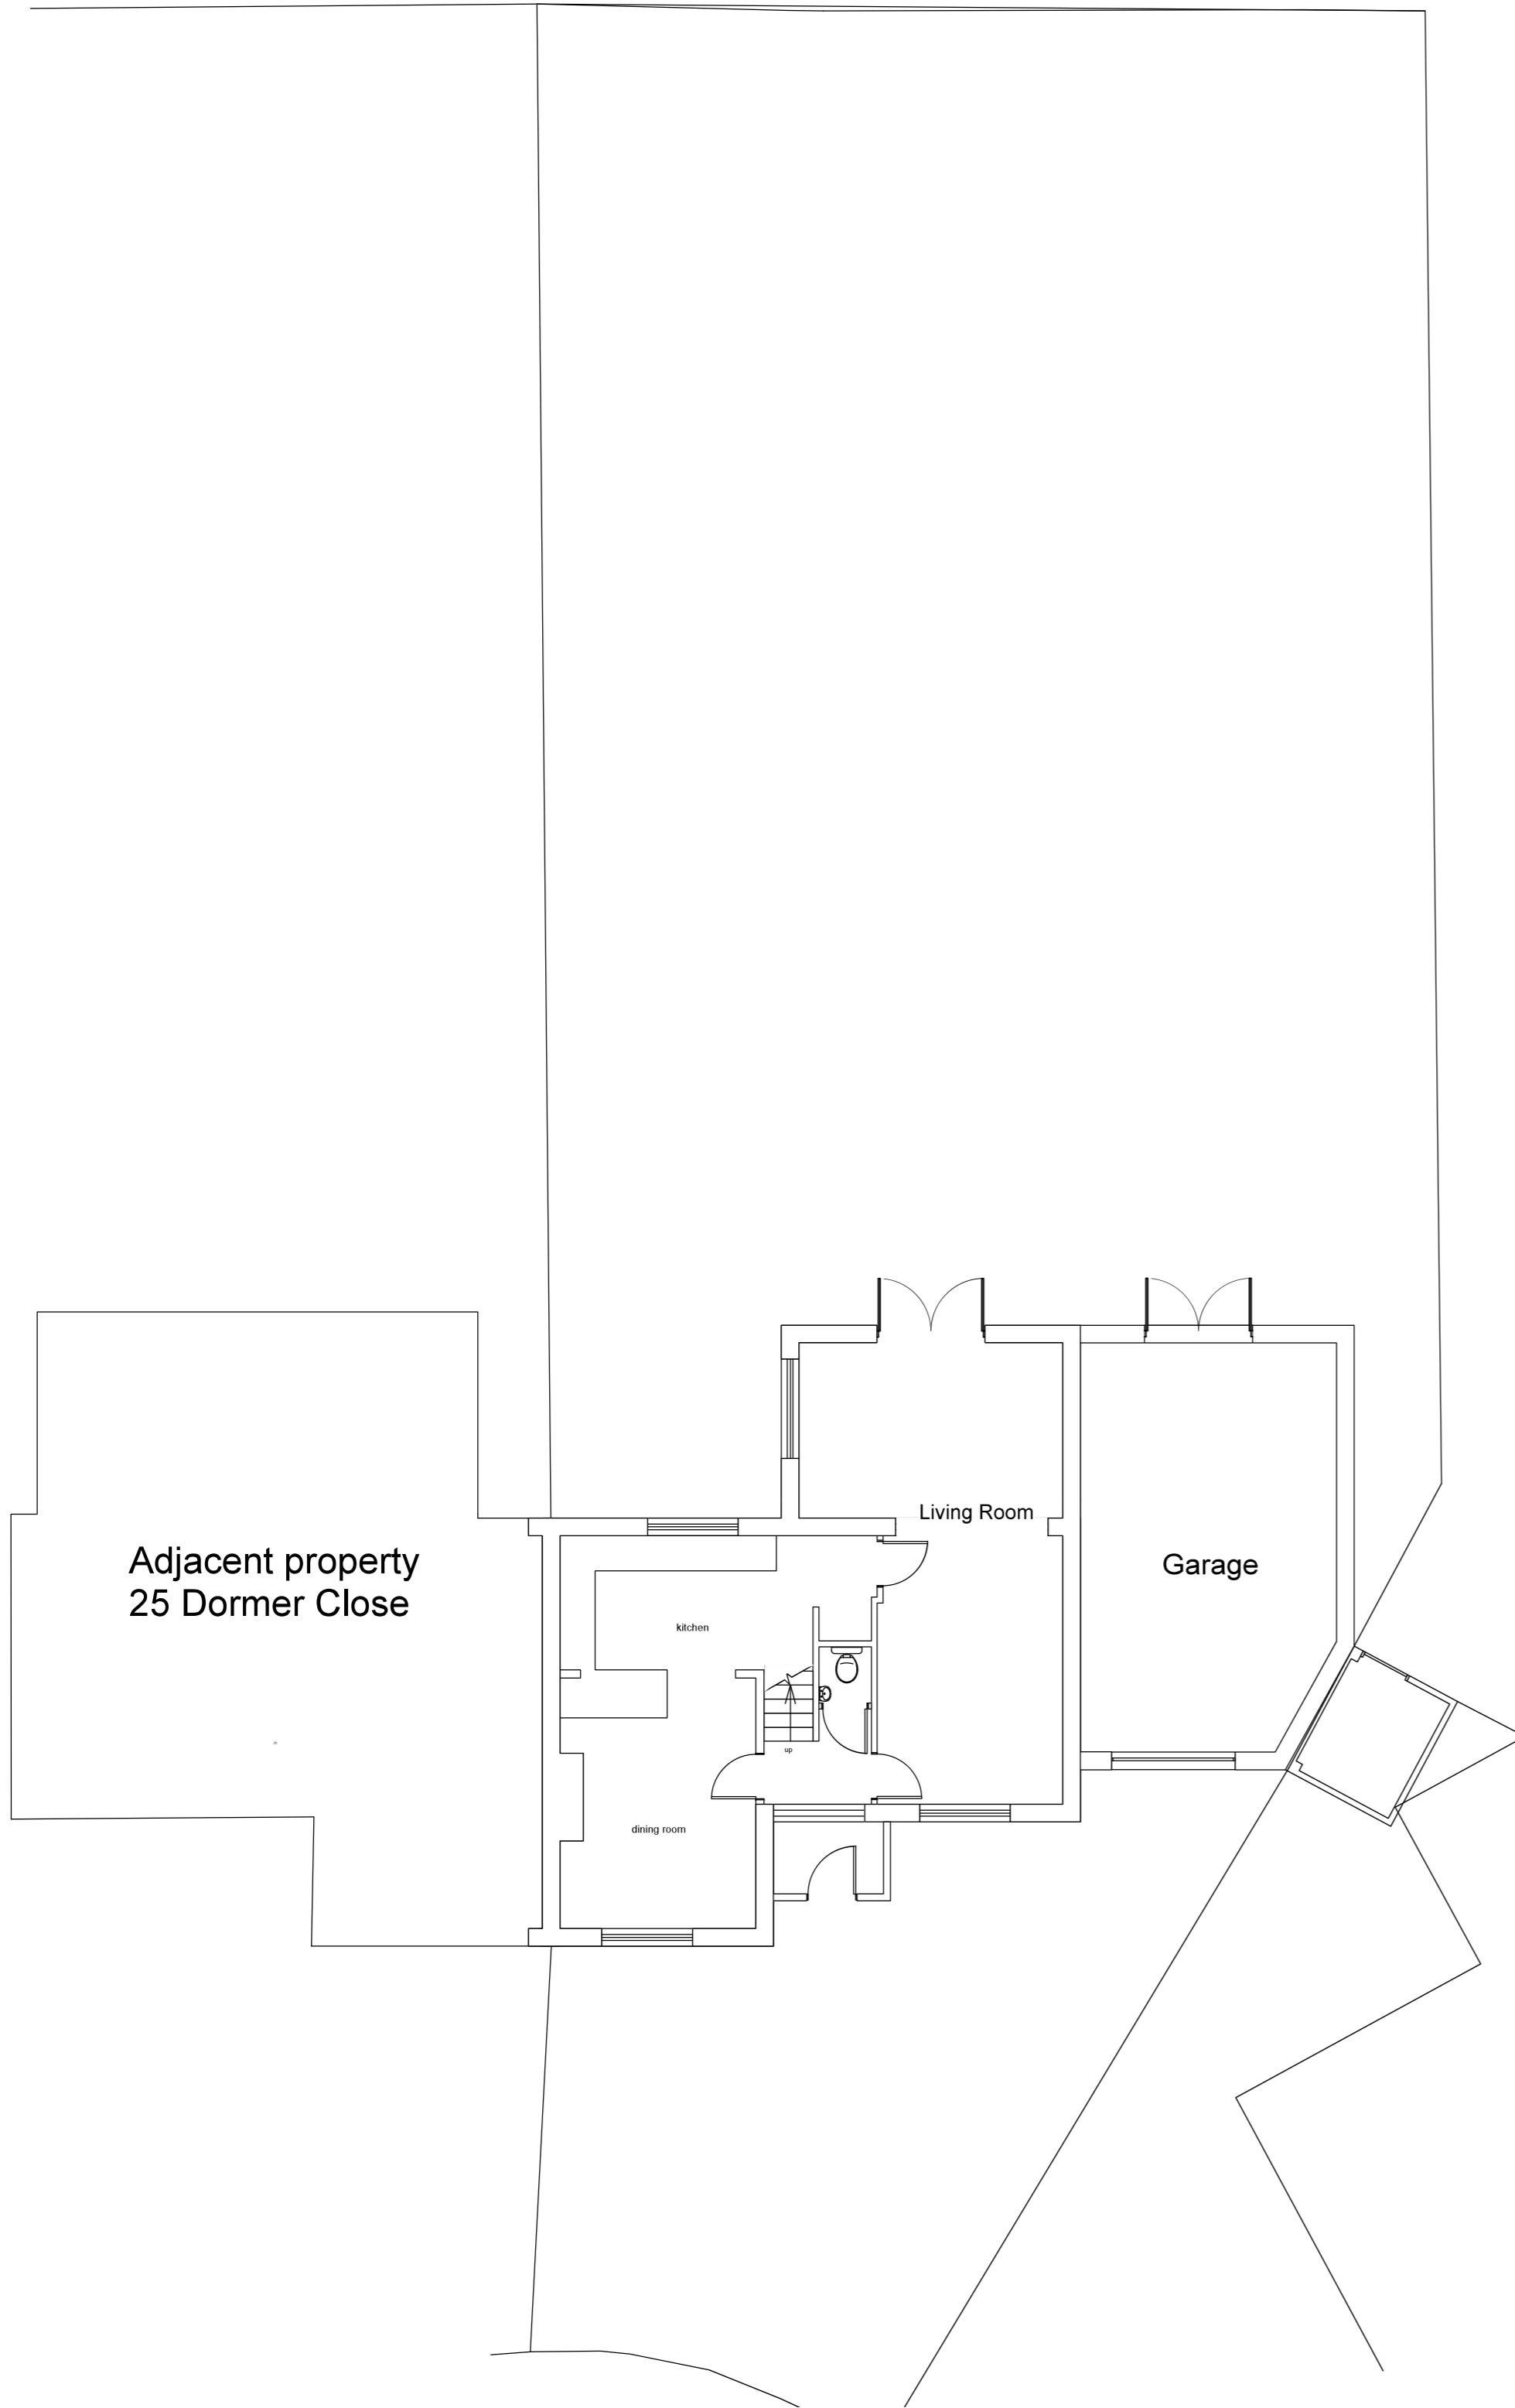 Living Room
Adjacent property
25 Dormer Close
Garage
kitchen
up
dining room